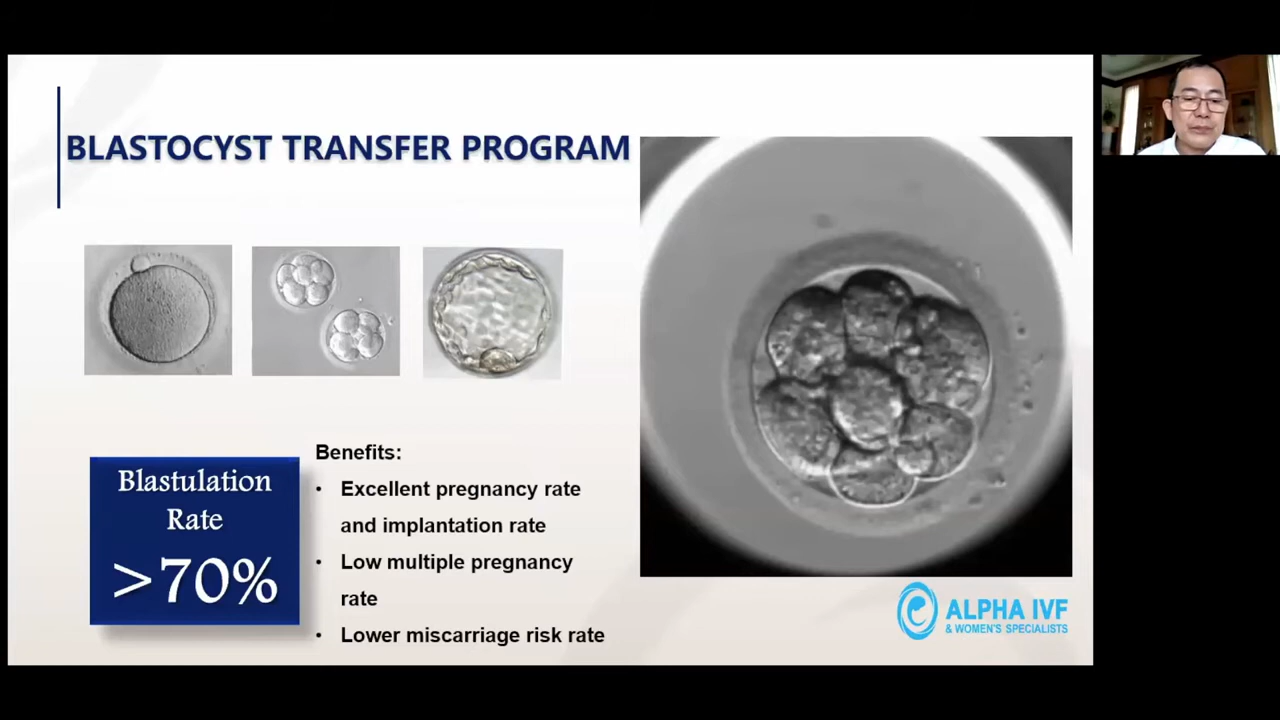 BLASTOCYST TRANSFER PROGRAM
Blastulation
Rate
>70%
Benefits:
• Excellent pregnancy rate
and implantation rate
• Low multiple pregnancy
rate
• Lower miscarriage risk rate
ALPHA IVF
& WOMEN'S SPECIALISTS